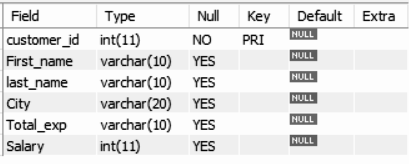 Field Type Null Key Default Extra
customer_id int(11) NO PRI NULL
First_name varchar(10) YES NULL
last_name varchar(10) YES NULL
City varchar(20) YES NULL
Total_exp varchar(10) YES NULL
Salary int(11) YES NULL